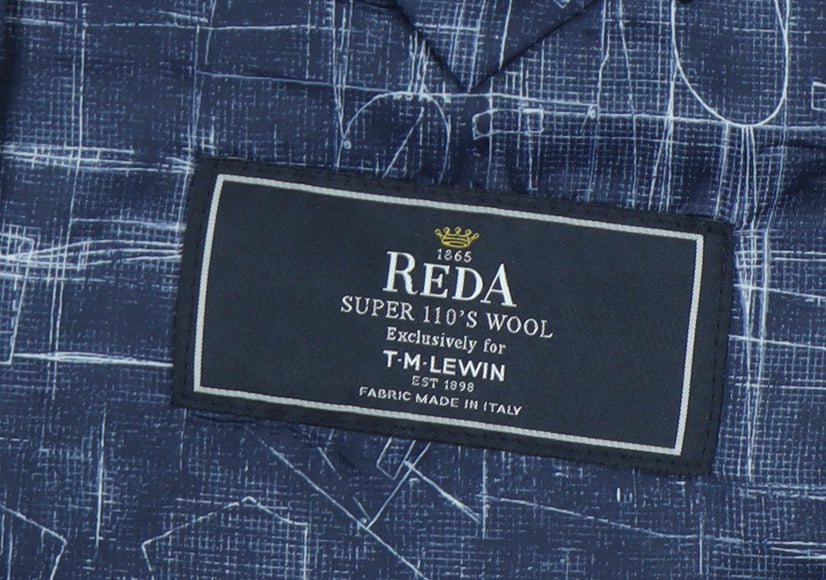 1865
REDA
SUPER 110'S WOOL
Exclusively for
T·M·LEWIN
EST 1898
FABRIC MADE IN ITALY